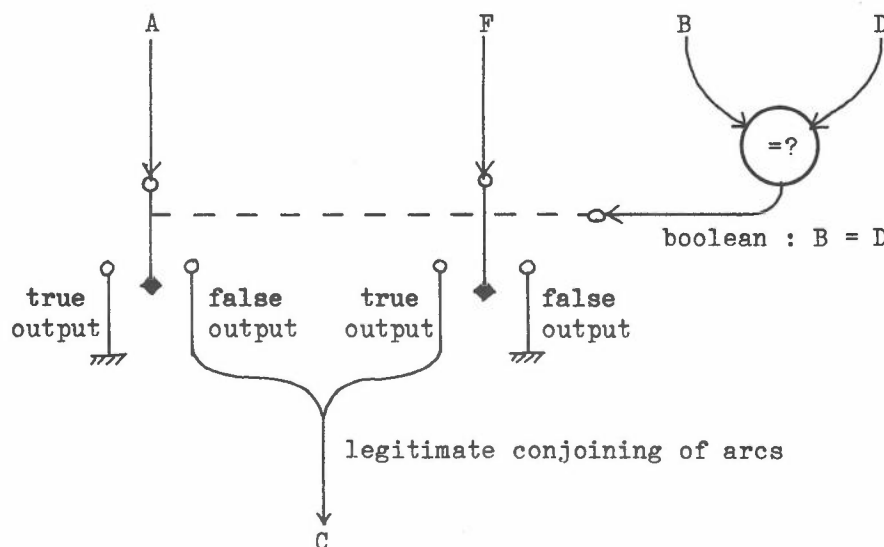 A F B D
=?
boolean : B = D
true false true false
output output output output
legitimate conjoining of arcs
C